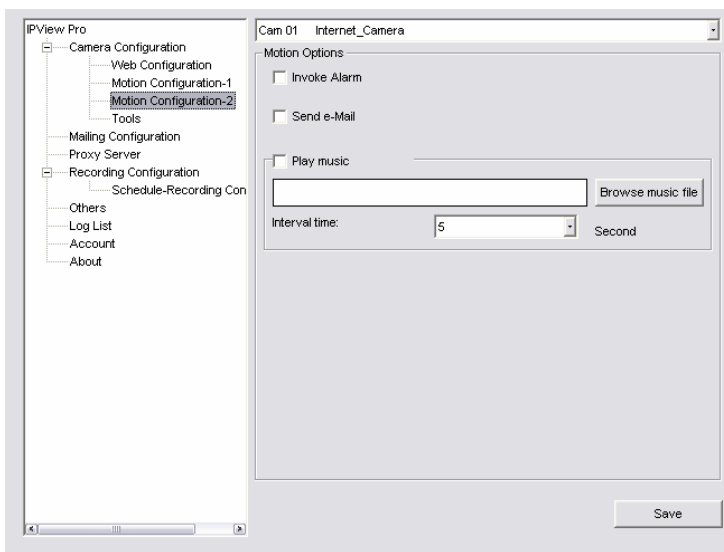 IPView Pro
Camera Configuration
Web Configuration
Motion Configuration-1
Motion Configuration-2
Tools
Mailing Configuration
Proxy Server
Recording Configuration
Schedule-Recording Con
Others
Log List
Account
About
Cam 01 Internet_Camera
Motion Options
Invoke Alarm
Send e-Mail
Play music
Browse music file
Interval time: 5 Second
Save